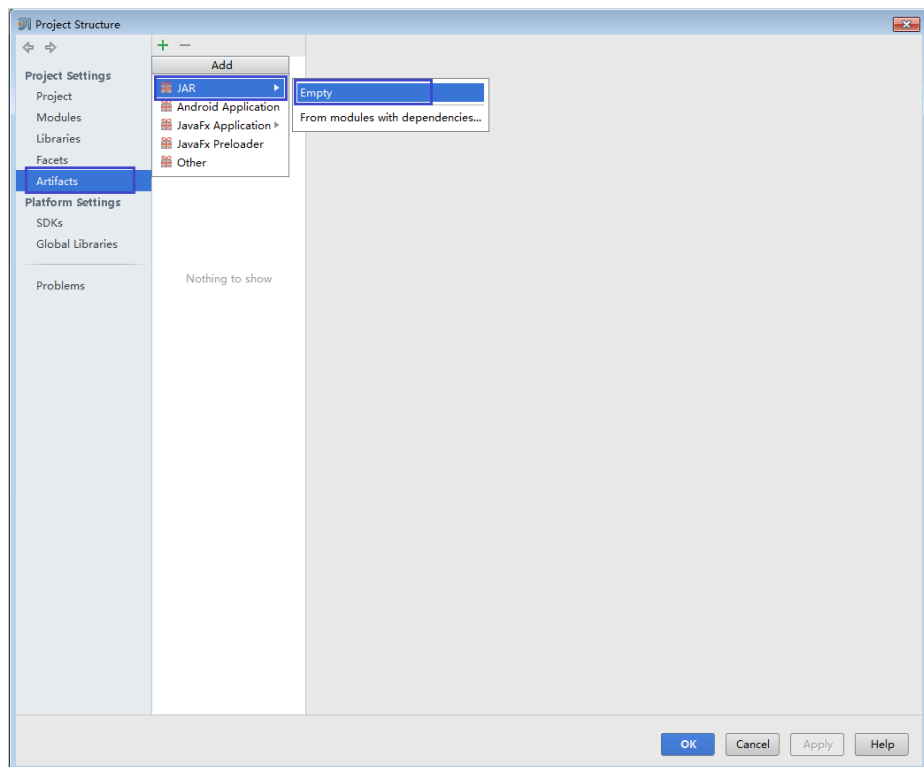 Project Structure
Project Settings
Project
Modules
Libraries
Facets
Artifacts
Platform Settings
SDKs
Global Libraries
Problems
Add
JAR
Android Application
JavaFx Application
JavaFx Preloader
Other
Empty
From modules with dependencies...
Nothing to show
OK
Cancel
Apply
Help